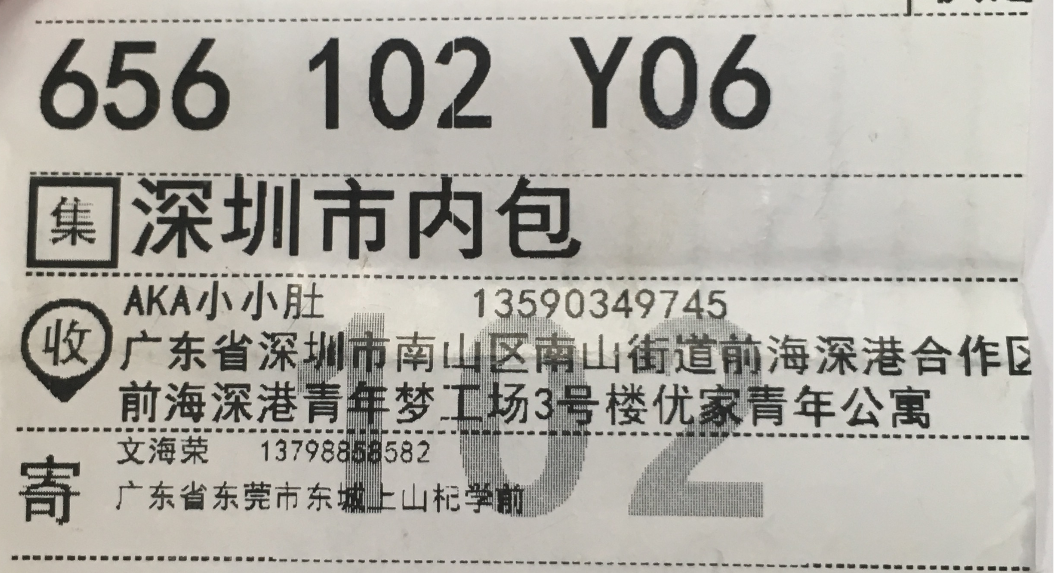 656 102 Y06
集 深圳市内包
AKA小小肚 13590349745
收 广东省深圳市南山区南山街道前海深港合作区
前海深港青年梦工场3号楼优家青年公寓
文海荣 13798858582
寄 广东省东莞市东城上山杞学前
102